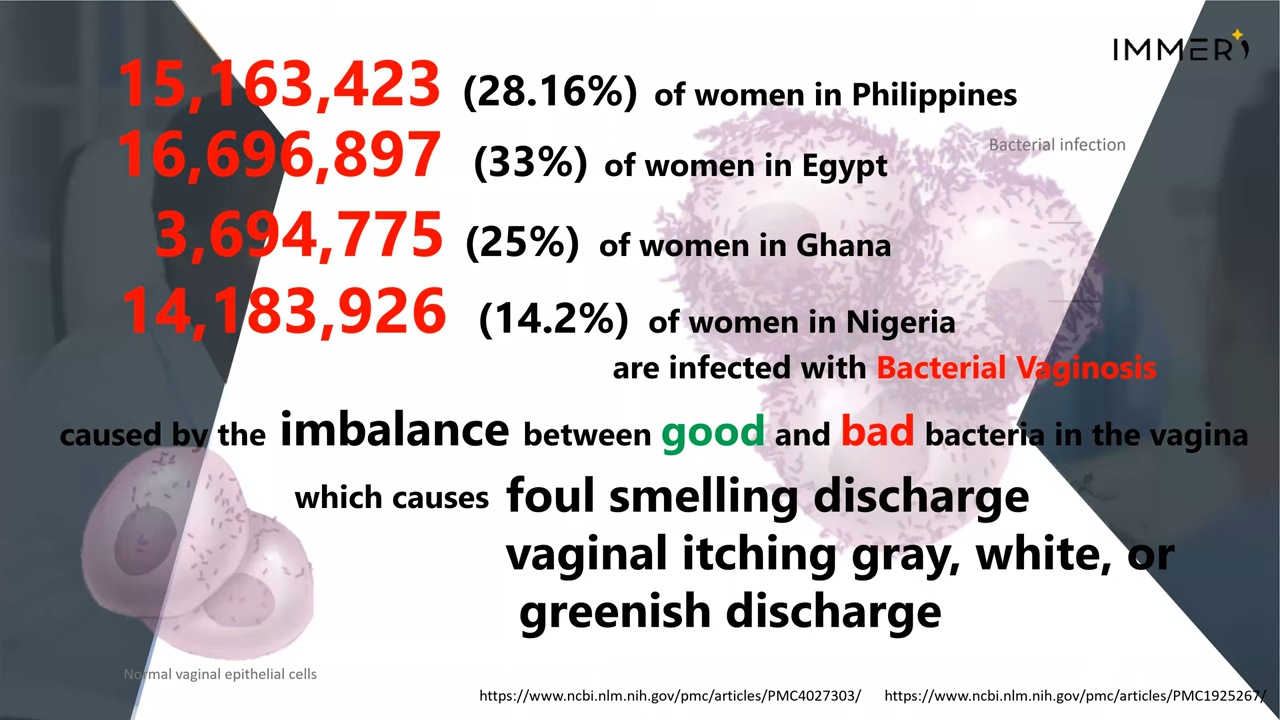 IMMER
15,163,423 (28.16%) of women in Philippines
Bacterial infection
16,696,897 (33%) of women in Egypt
3,694,775 (25%) of women in Ghana
14,183,926 (14.2%) of women in Nigeria
are infected with Bacterial Vaginosis
caused by the imbalance between good and bad bacteria in the vagina
which causes foul smelling discharge
vaginal itching gray, white, or
greenish discharge
Normal vaginal epithelial cells
https://www.ncbi.nlm.nih.gov/pmc/articles/PMC4027303/ https://www.ncbi.nlm.nih.gov/pmc/articles/PMC1925267/